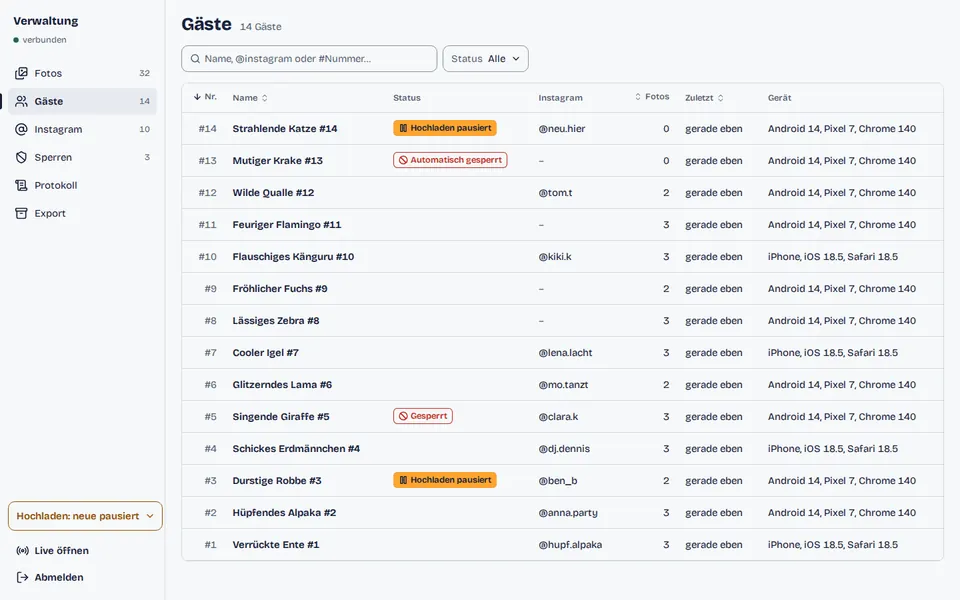 Verwaltung
verbunden
Fotos 32
Gäste 14
Instagram 10
Sperren 3
Protokoll
Export
Hochladen: neue pausiert
Live öffnen
Abmelden
Gäste 14 Gäste
Name, @instagram oder #Nummer...
Status Alle
Nr. Name Status Instagram Fotos Zuletzt Gerät
#14 Strahlende Katze #14 Hochladen pausiert @neu.hier 0 gerade eben Android 14, Pixel 7, Chrome 140
#13 Mutiger Krake #13 Automatisch gesperrt – 0 gerade eben Android 14, Pixel 7, Chrome 140
#12 Wilde Qualle #12 @tom.t 2 gerade eben Android 14, Pixel 7, Chrome 140
#11 Feuriger Flamingo #11 – 3 gerade eben Android 14, Pixel 7, Chrome 140
#10 Flauschiges Känguru #10 @kiki.k 3 gerade eben iPhone, iOS 18.5, Safari 18.5
#9 Fröhlicher Fuchs #9 – 2 gerade eben Android 14, Pixel 7, Chrome 140
#8 Lässiges Zebra #8 – 3 gerade eben Android 14, Pixel 7, Chrome 140
#7 Cooler Igel #7 @lena.lacht 3 gerade eben iPhone, iOS 18.5, Safari 18.5
#6 Glitzerndes Lama #6 @mo.tanzt 2 gerade eben Android 14, Pixel 7, Chrome 140
#5 Singende Giraffe #5 Gesperrt @clara.k 3 gerade eben Android 14, Pixel 7, Chrome 140
#4 Schickes Erdmännchen #4 @dj.dennis 3 gerade eben iPhone, iOS 18.5, Safari 18.5
#3 Durstige Robbe #3 Hochladen pausiert @ben_b 2 gerade eben Android 14, Pixel 7, Chrome 140
#2 Hüpfendes Alpaka #2 @anna.party 3 gerade eben Android 14, Pixel 7, Chrome 140
#1 Verrückte Ente #1 @hupf.alpaka 3 gerade eben iPhone, iOS 18.5, Safari 18.5